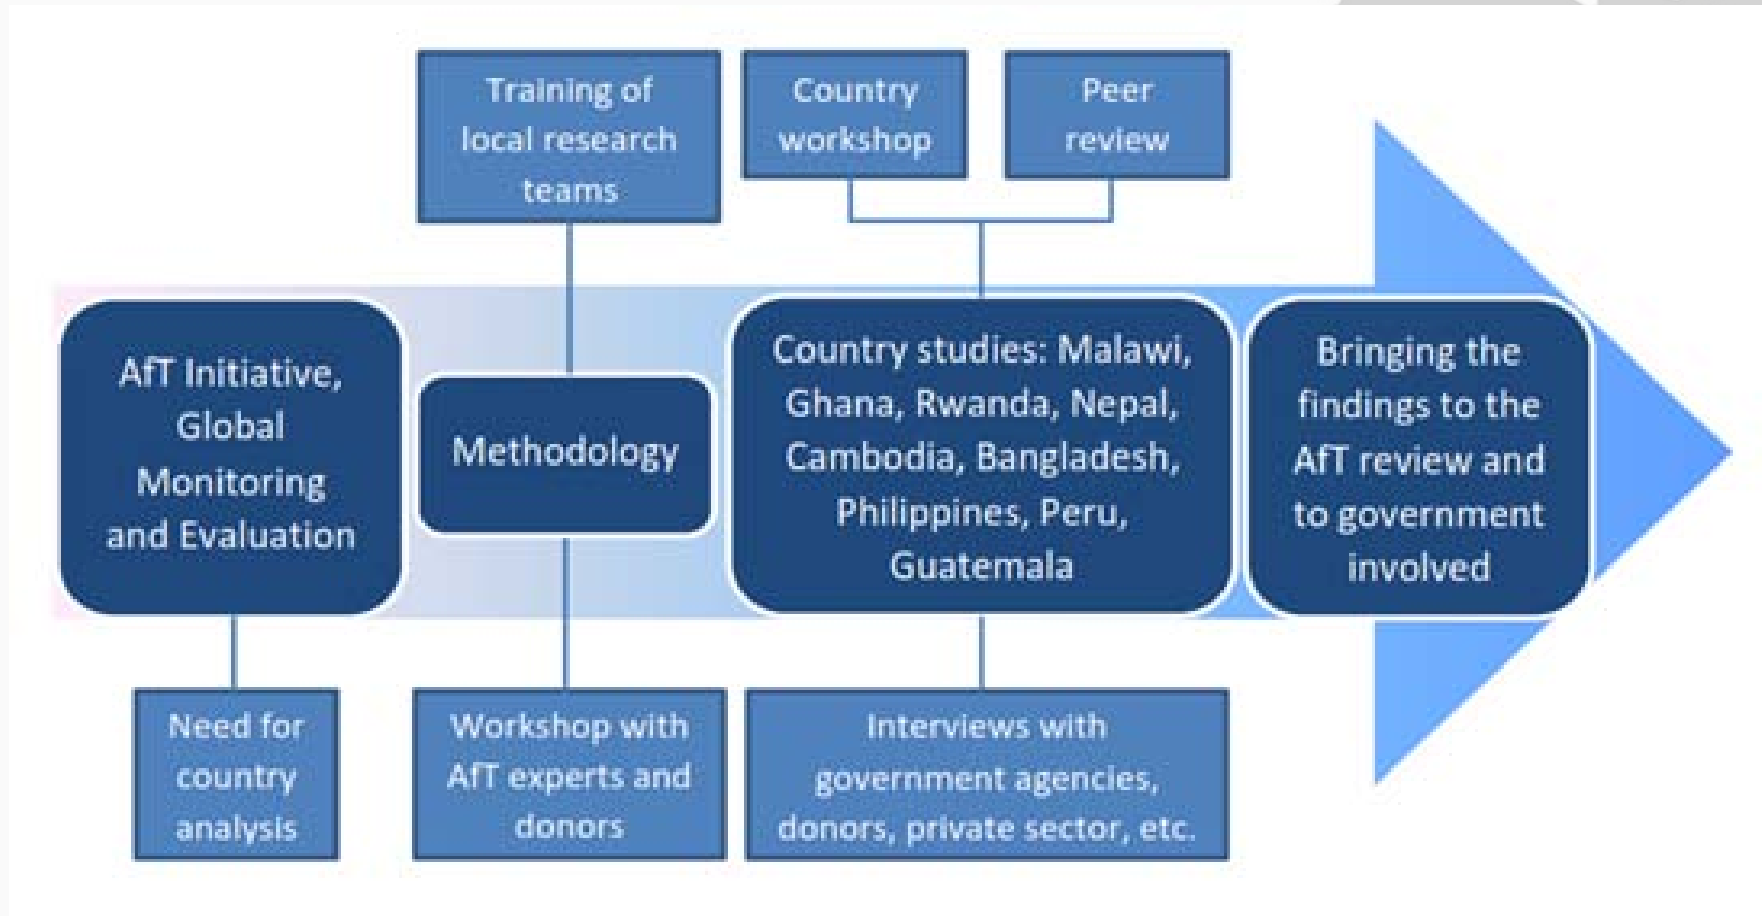 Training of
local research
teams
Country
workshop
Peer
review
AfT Initiative,
Global
Monitoring
and Evaluation
Methodology
Country studies: Malawi,
Ghana, Rwanda, Nepal,
Cambodia, Bangladesh,
Philippines, Peru,
Guatemala
Bringing the
findings to the
AfT review and
to government
involved
Need for
country
analysis
Workshop with
AfT experts and
donors
Interviews with
government agencies,
donors, private sector, etc.